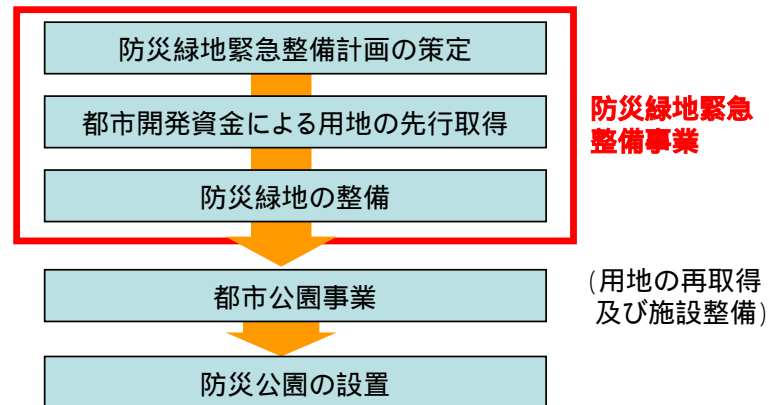 防災緑地緊急整備計画の策定
都市開発資金による用地の先行取得
防災緑地の整備
防災緑地緊急
整備事業
都市公園事業
(用地の再取得
及び施設整備)
防災公園の設置